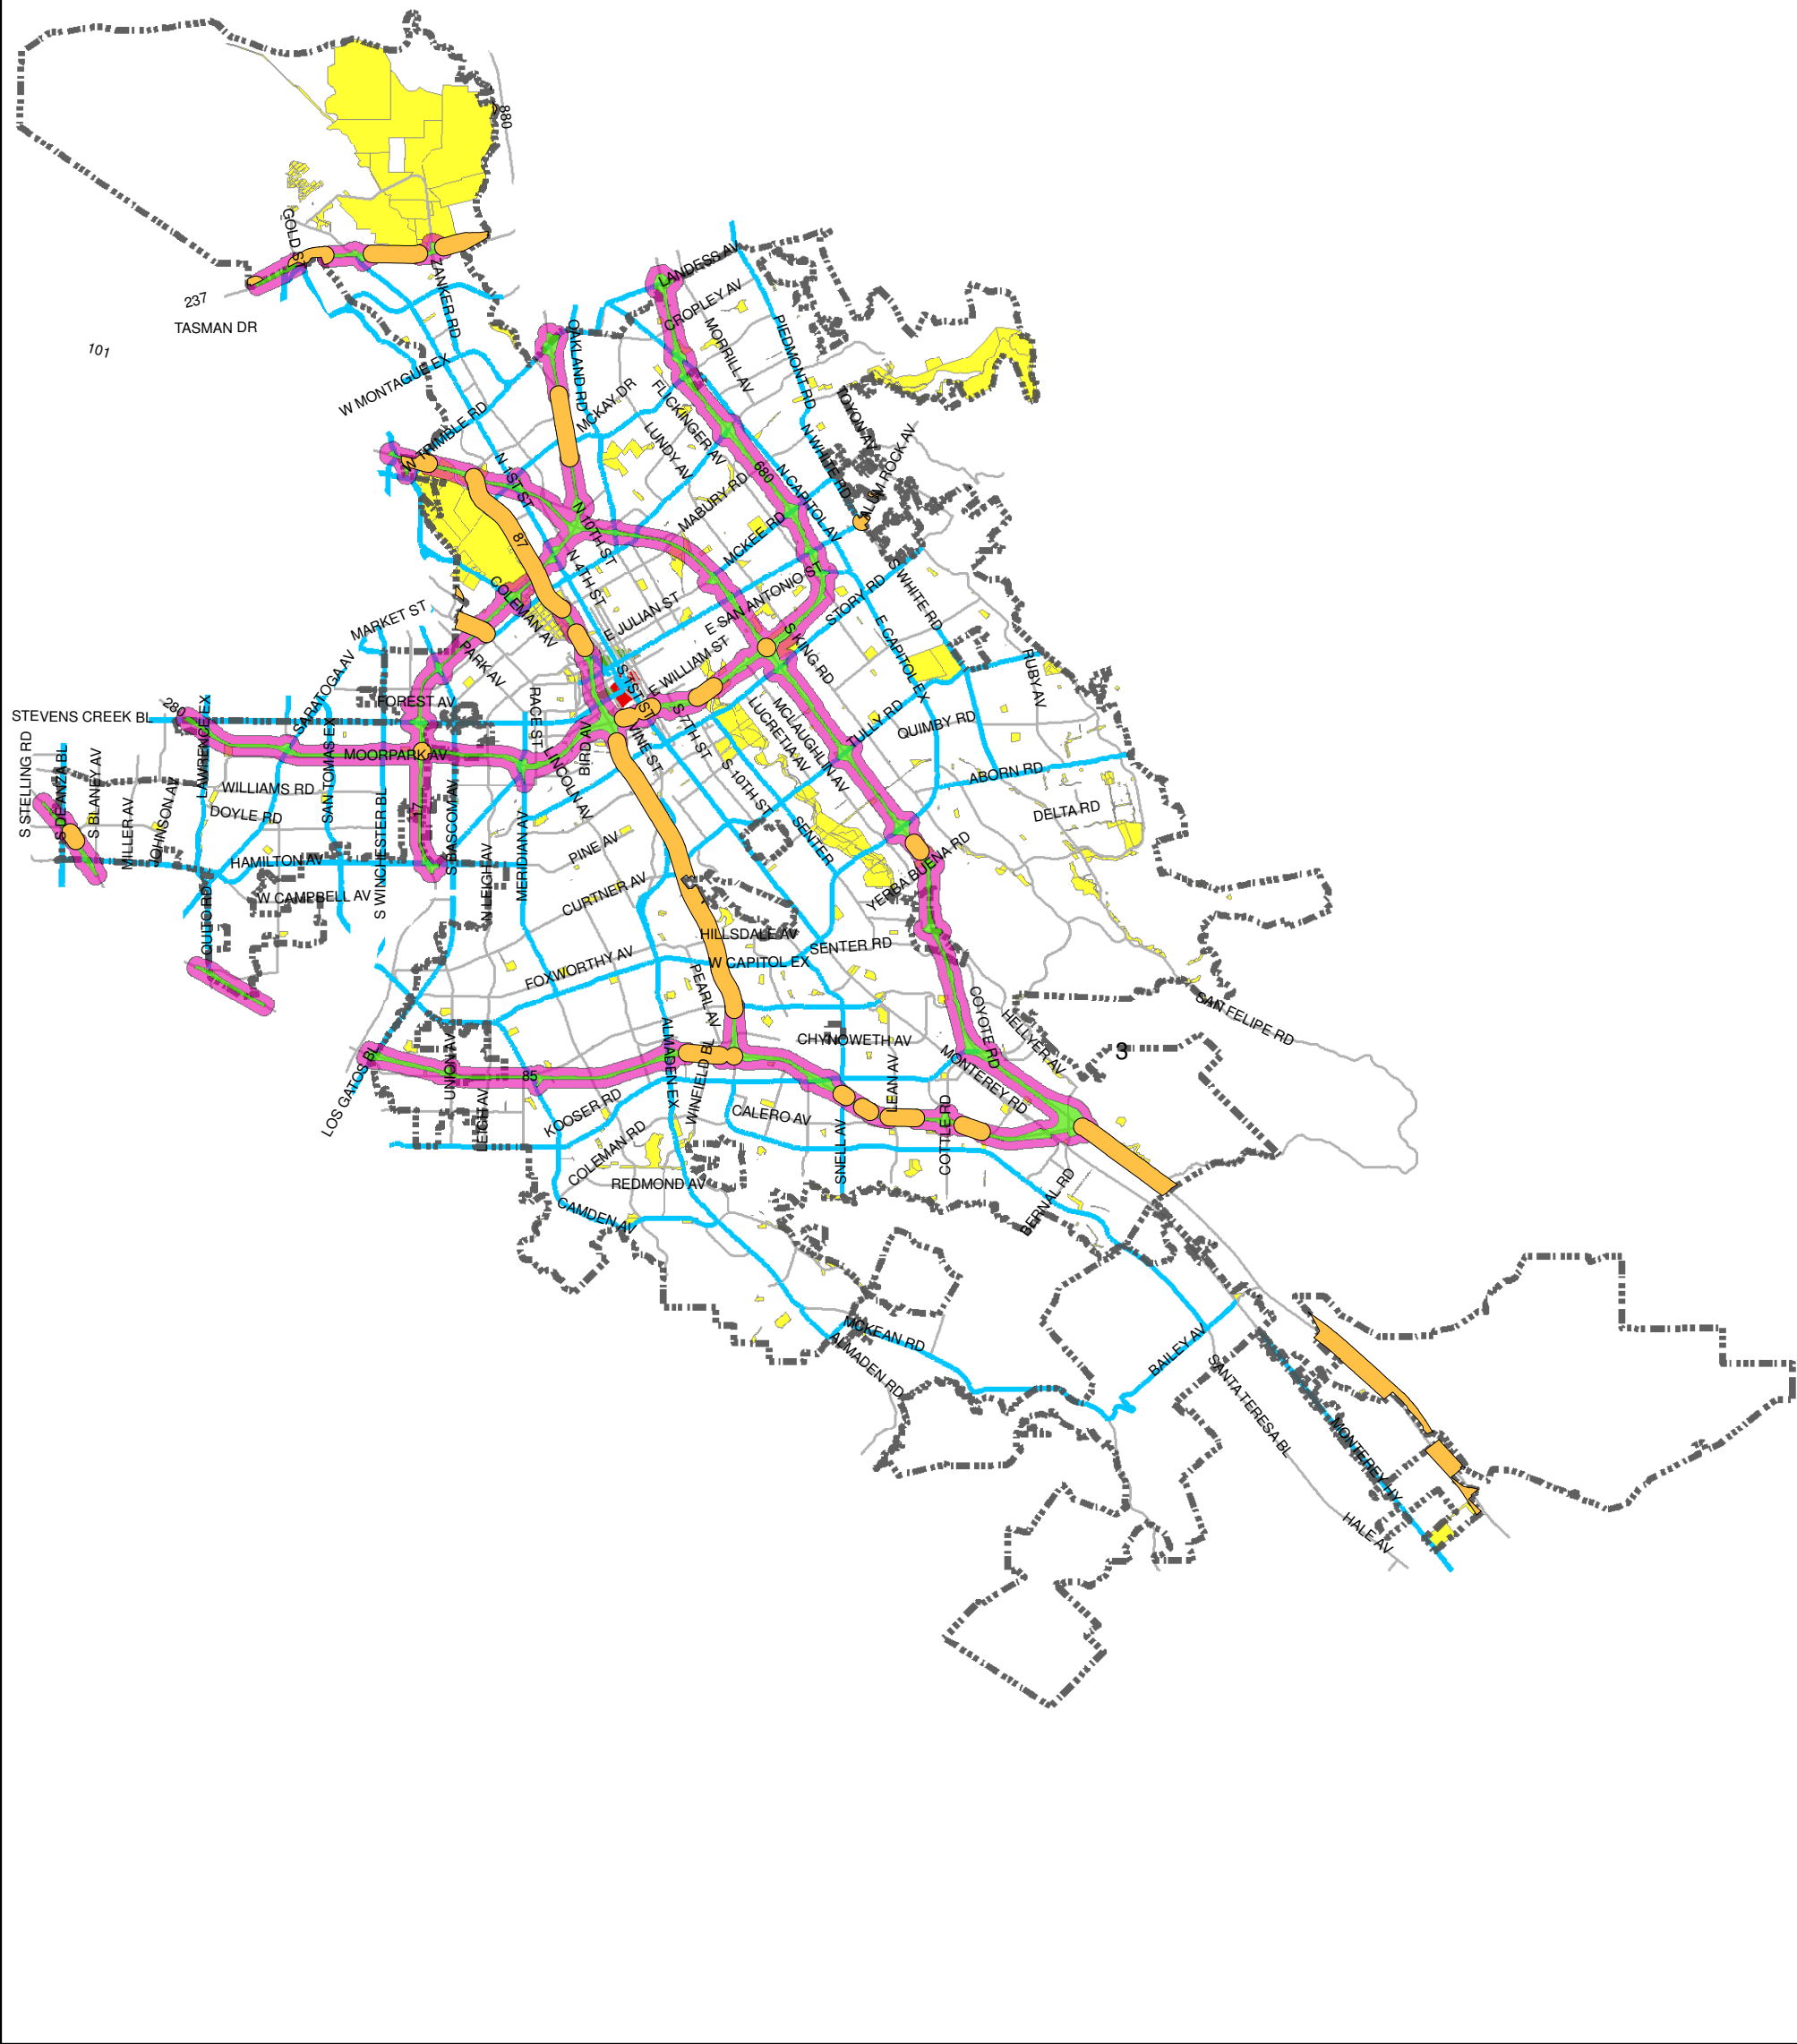 880
GOLD ST
ZANKER RD
237
TASMAN DR
101
LANDESS AV
CROPLEY AV
MORRILL AV
PIEDMONT RD
OAKLAND RD
W MONTAGUE EX
MCKAY DR
FLICKINGER AV
LUNDY AV
TOYON AV
N WHITE RD
ALUM ROCK AV
W TRIMBLE RD
N 1ST ST
680
N CAPITOL AV
MABURY RD
N 10TH ST
MCKEE RD
87
N 4TH ST
COLEMAN AV
E JULIAN ST
E SAN ANTONIO ST
STORY RD
S WHITE RD
MARKET ST
E WILLIAM ST
S KING RD
E CAPITOL EX
PARK AV
S 1ST ST
RUBY AV
SARATOGA AV
280
STEVENS CREEK BL
LAWRENCE EX
FOREST AV
RACE ST
BIRD AV
VINE ST
S 7TH ST
LUCRETIA AV
MCLAUGHLIN AV
TULLY RD
QUIMBY RD
S STELLING RD
S DEANZA BL
S BLANEY AV
MILLER AV
JOHNSON AV
SAN TOMAS EX
MOORPARK AV
LINCOLN AV
S 10TH ST
ABORN RD
WILLIAMS RD
DOYLE RD
17
S BASCOM AV
S WINCHESTER BL
MERIDIAN AV
N LEIGH AV
PINE AV
SENTER
DELTA RD
YERBA BUENA RD
HAMILTON AV
W CAMPBELL AV
CURTNER AV
QUITO RD
HILLSDALE AV
SENTER RD
W CAPITOL EX
FOXWORTHY AV
PEARL AV
COYOTE RD
HELLYER AV
SAN FELIPE RD
LOS GATOS BL
UNION AV
ALMADEN EX
WINFIELD BL
CHYNOWETH AV
MONTEREY RD
3
85
LEIGH AV
KOOSER RD
CALERO AV
LEAN AV
COTTLE RD
SNELL AV
COLEMAN RD
REDMOND AV
CAMDEN AV
BERNAL RD
MCKEAN RD
ALMADEN RD
BAILEY AV
SANTA TERESA BL
MONTEREY HY
HALE AV